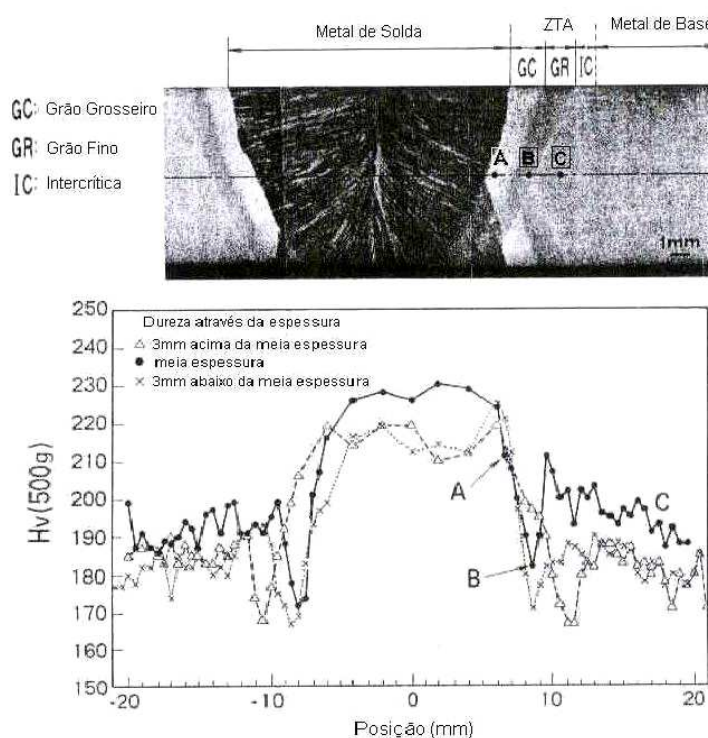 Metal de Solda
ZTA
Metal de Base
GC
GR
IC
GC: Grão Grosseiro
GR: Grão Fino
IC: Intercrítica
A
B
C
1mm
250
240
230
220
210
200
190
180
170
160
150
Hv(500g)
Dureza através da espessura
3mm acima da meia espessura
meia espessura
3mm abaixo da meia espessura
A
B
C
-20
-10
0
10
20
Posição (mm)